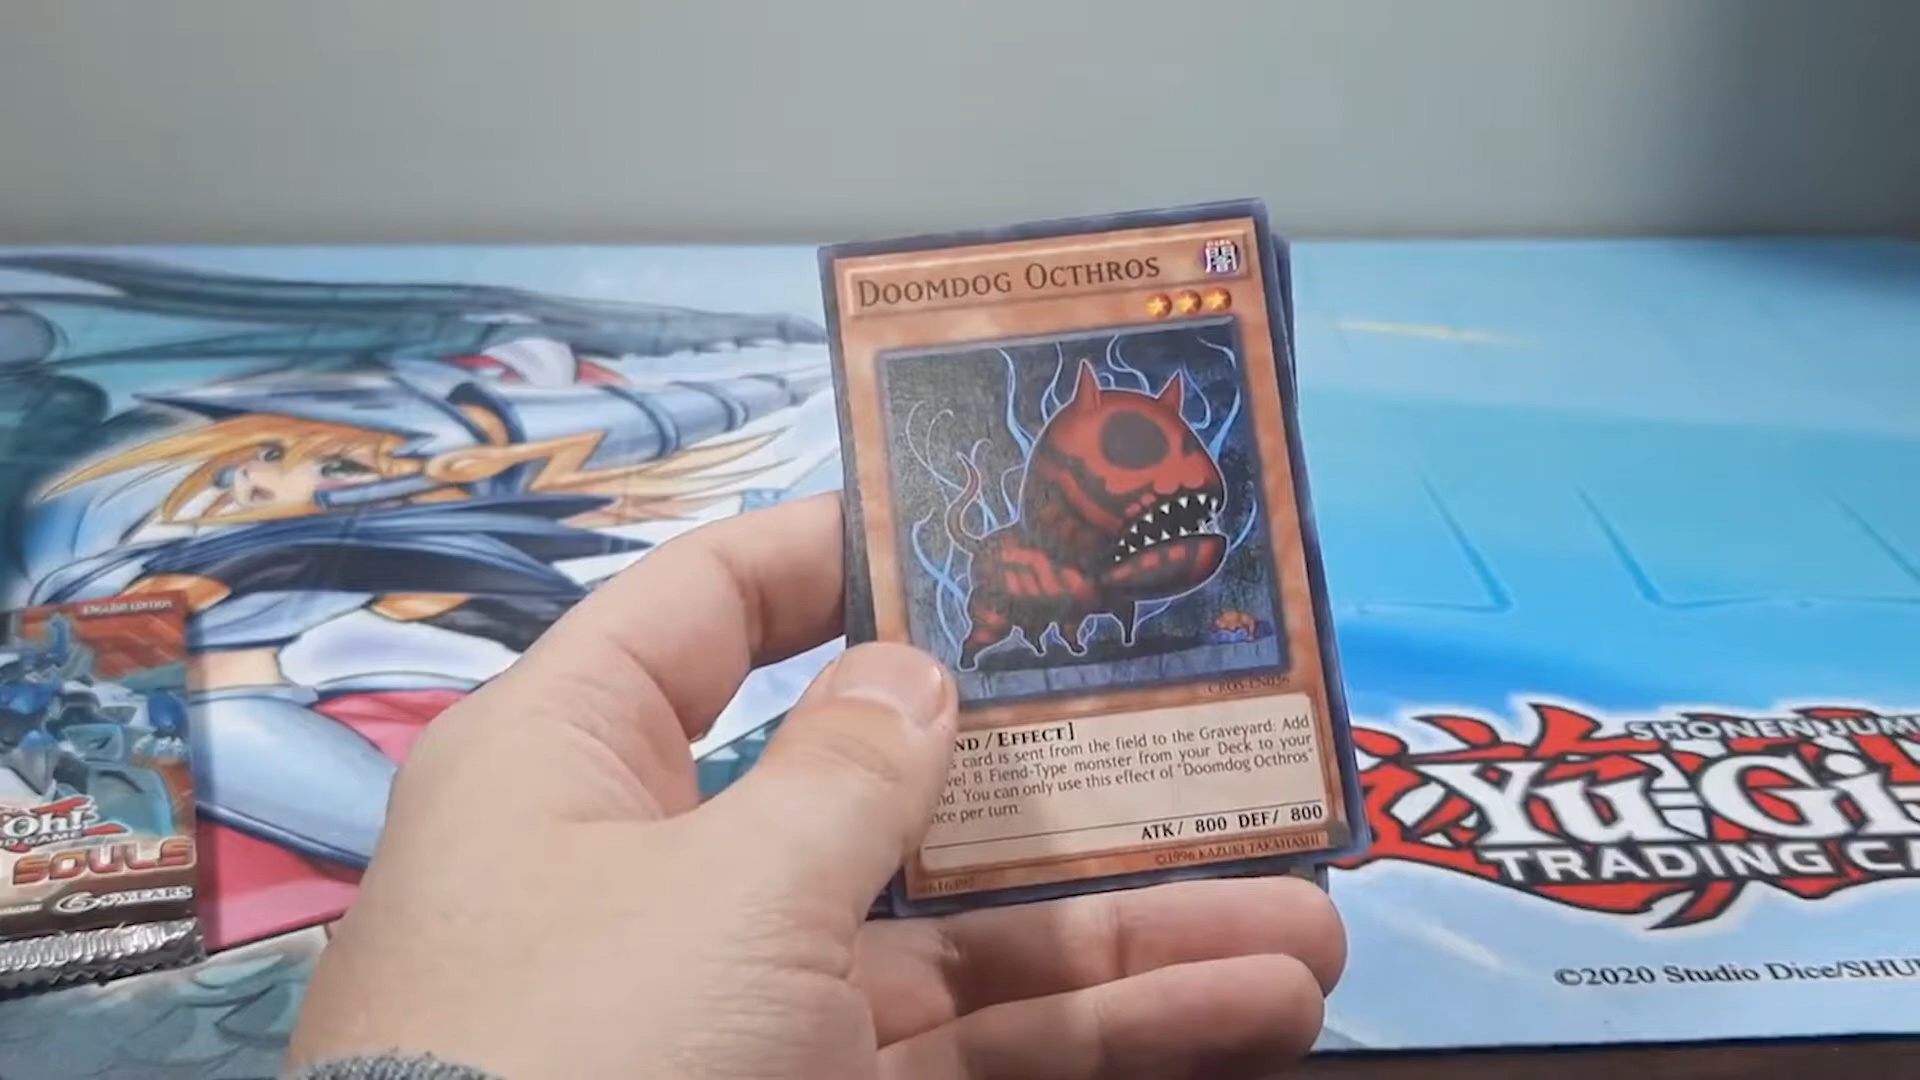 DOOMDOG OCTHROS
CROS-EN036
ND / EFFECT]
card is sent from the field to the Graveyard: Add
vel 8 Fiend-Type monster from your Deck to your
nd. You can only use this effect of "Doomdog Octhros"
nce per turn.
ATK/ 800 DEF/ 800
©1996 KAZUKI TAKAHASHI
ENGLISH EDITION
Oh!
SOULS
6+ YEARS
SHONEN JUMP
Yu-Gi-
TRADING CA
©2020 Studio Dice/SHU